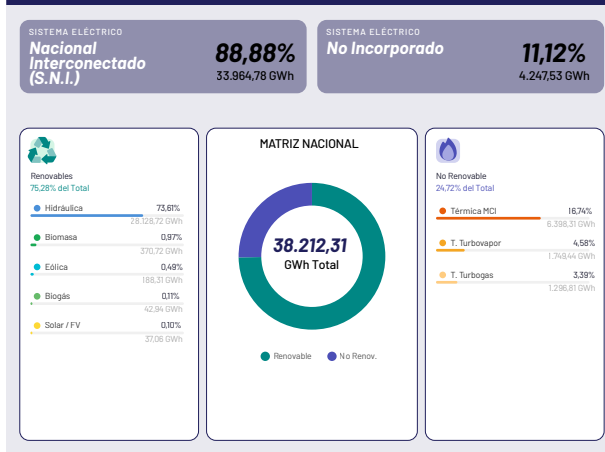 SISTEMA ELÉCTRICO
Nacional
Interconectado
(S.N.I.)
88,88%
33.964,78 GWh
SISTEMA ELÉCTRICO
No Incorporado
11,12%
4.247,53 GWh
Renovables
75,28% del Total
Hidráulica 73,61%
28.128,72 GWh
Biomasa 0,97%
370,72 GWh
Eólica 0,49%
188,31 GWh
Biogás 0,11%
42,94 GWh
Solar / FV 0,10%
37,06 GWh
MATRIZ NACIONAL
38.212,31
GWh Total
Renovable No Renov.
No Renovable
24,72% del Total
Térmica MCI 16,74%
6.398,31 GWh
T. Turbovapor 4,58%
1.749,44 GWh
T. Turbogas 3,39%
1.296,81 GWh